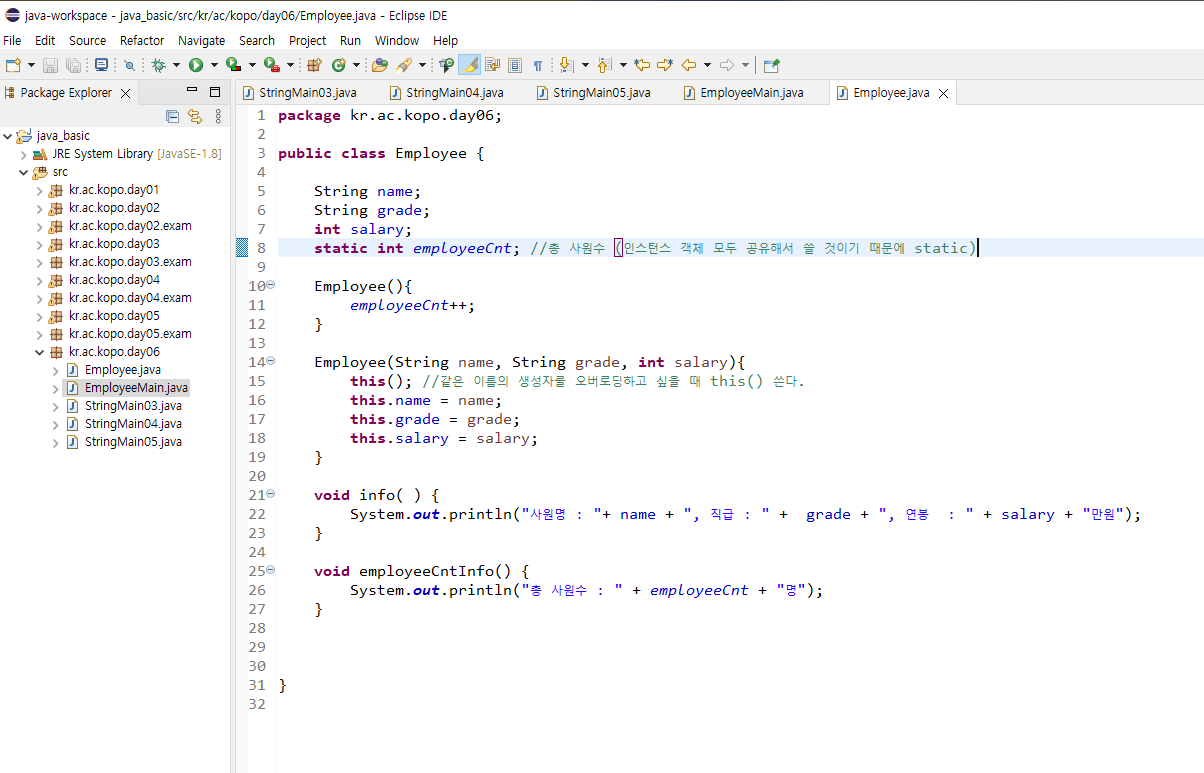 java-workspace - java_basic/src/kr/ac/kopo/day06/Employee.java - Eclipse IDE
File Edit Source Refactor Navigate Search Project Run Window Help
Package Explorer
java_basic
JRE System Library [JavaSE-1.8]
src
kr.ac.kopo.day01
kr.ac.kopo.day02
kr.ac.kopo.day02.exam
kr.ac.kopo.day03
kr.ac.kopo.day03.exam
kr.ac.kopo.day04
kr.ac.kopo.day04.exam
kr.ac.kopo.day05
kr.ac.kopo.day05.exam
kr.ac.kopo.day06
Employee.java
EmployeeMain.java
StringMain03.java
StringMain04.java
StringMain05.java
StringMain03.java StringMain04.java StringMain05.java EmployeeMain.java Employee.java
1 package kr.ac.kopo.day06;
2
3 public class Employee {
4
5 String name;
6 String grade;
7 int salary;
8 static int employeeCnt; //총 사원수 (인스턴스 객체 모두 공유해서 쓸 것이기 때문에 static)
9
10 Employee(){
11 employeeCnt++;
12 }
13
14 Employee(String name, String grade, int salary){
15 this(); //같은 이름의 생성자를 오버로딩하고 싶을 때 this() 쓴다.
16 this.name = name;
17 this.grade = grade;
18 this.salary = salary;
19 }
20
21 void info( ) {
22 System.out.println("사원명 : "+ name + ", 직급 : " +  grade + ", 연봉  : " + salary + "만원");
23 }
24
25 void employeeCntInfo() {
26 System.out.println("총 사원수 : " + employeeCnt + "명");
27 }
28
29
30
31 }
32